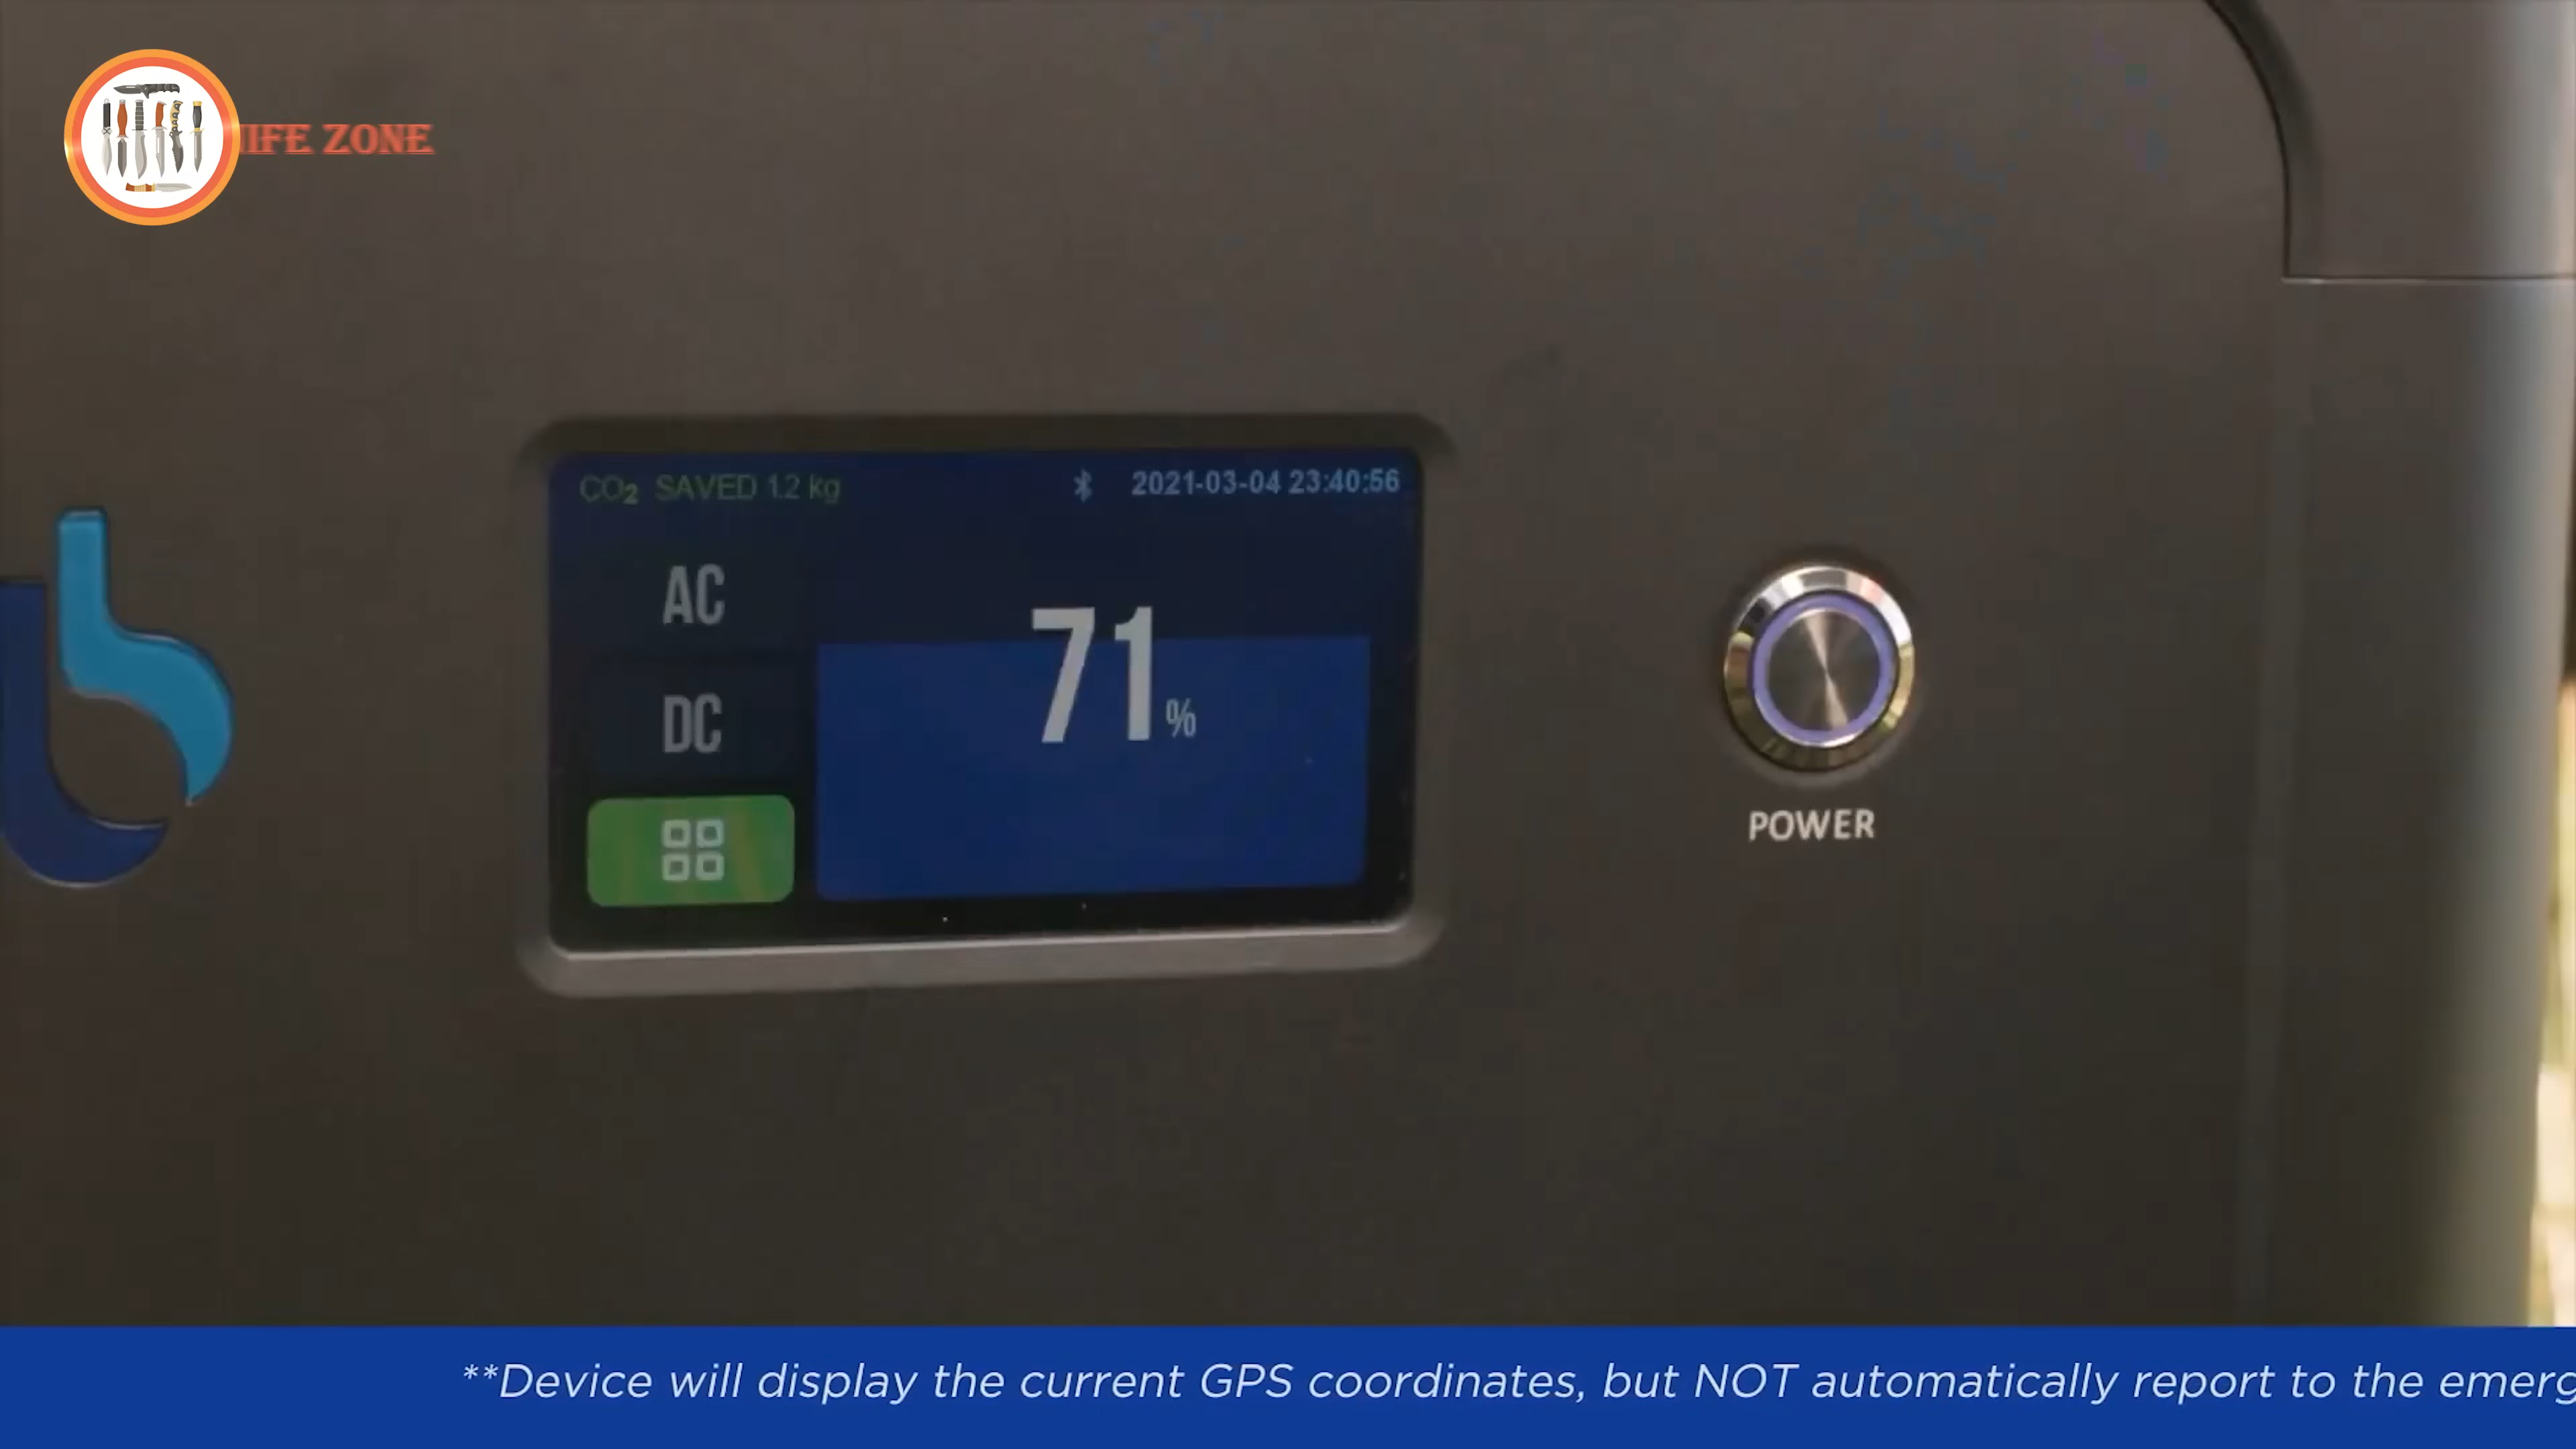 IFE ZONE
CO₂ SAVED 1.2 kg
2021-03-04 23:40:56
AC
71%
DC
POWER
**Device will display the current GPS coordinates, but NOT automatically report to the emerg